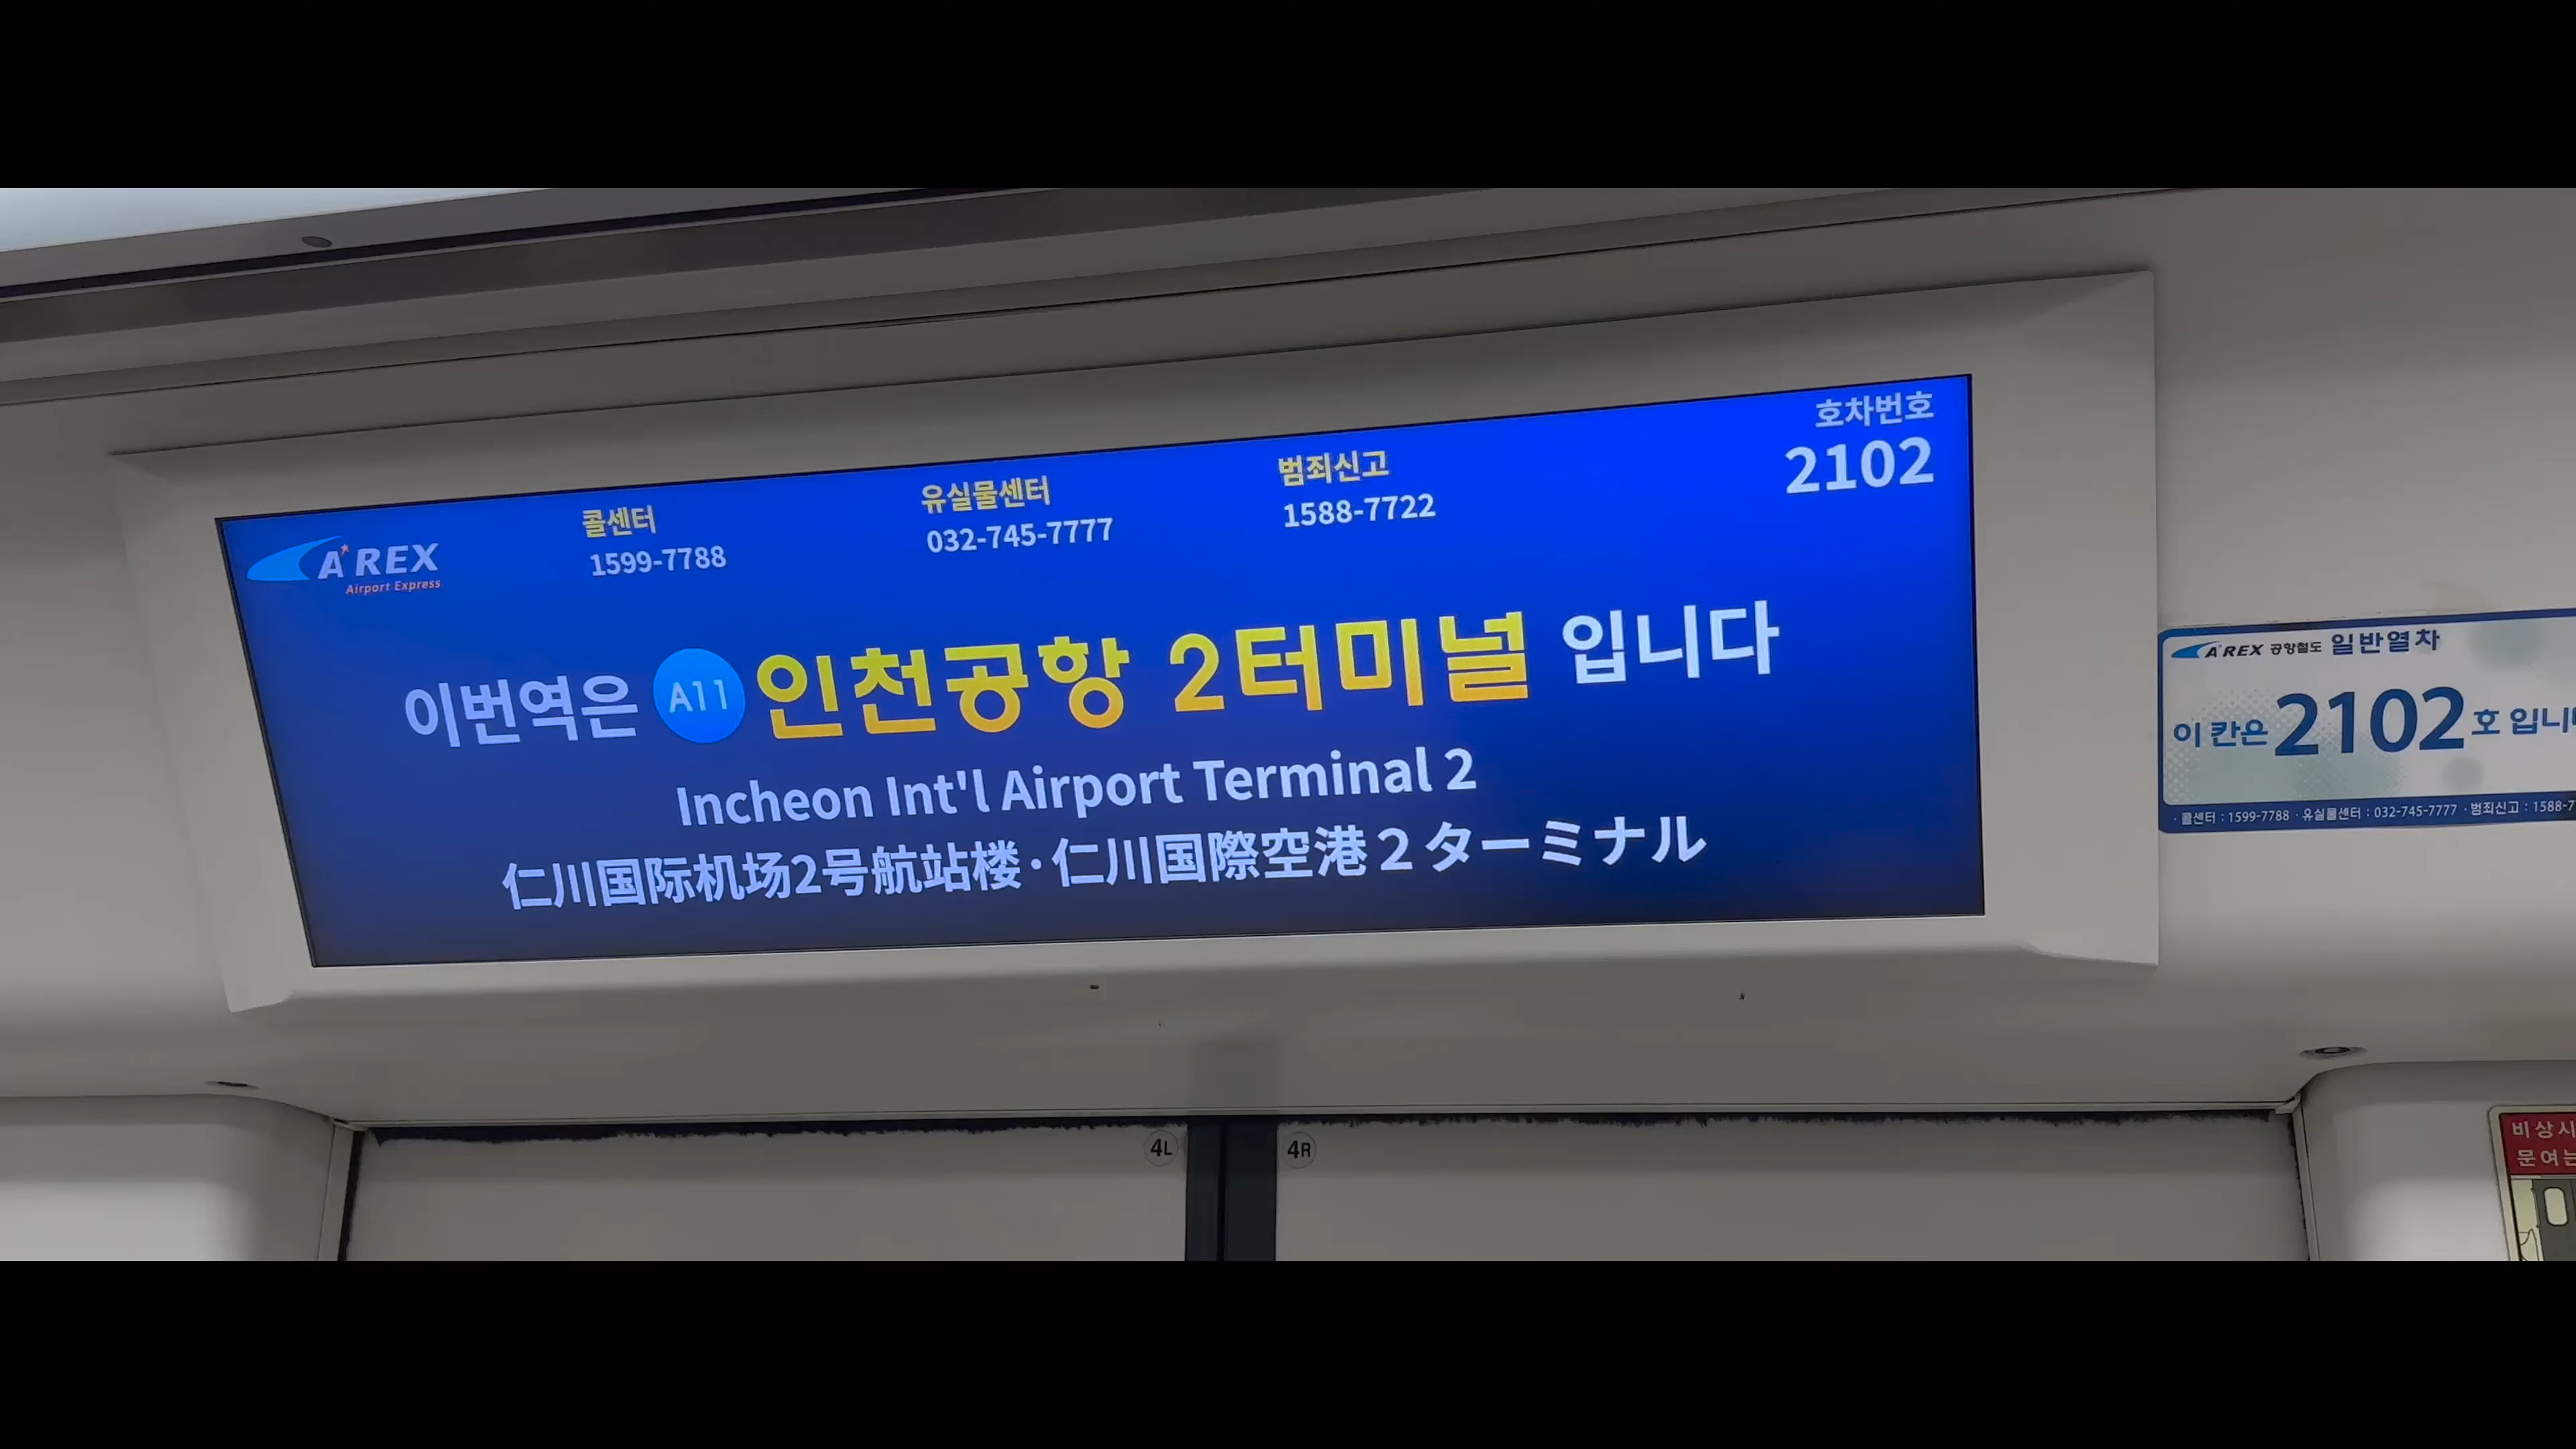 호차번호
2102
콜센터
1599-7788
유실물센터
032-745-7777
범죄신고
1588-7722
A'REX
Airport Express
이번역은 A11 인천공항 2터미널 입니다
Incheon Int'l Airport Terminal 2
仁川国际机场2号航站楼·仁川国際空港2ターミナル
A'REX 공항철도 일반열차
이 칸은 2102호 입니
· 콜센터 : 1599-7788 · 유실물센터 : 032-745-7777 · 범죄신고 : 1588-7
4L
4R
비상시
문여는